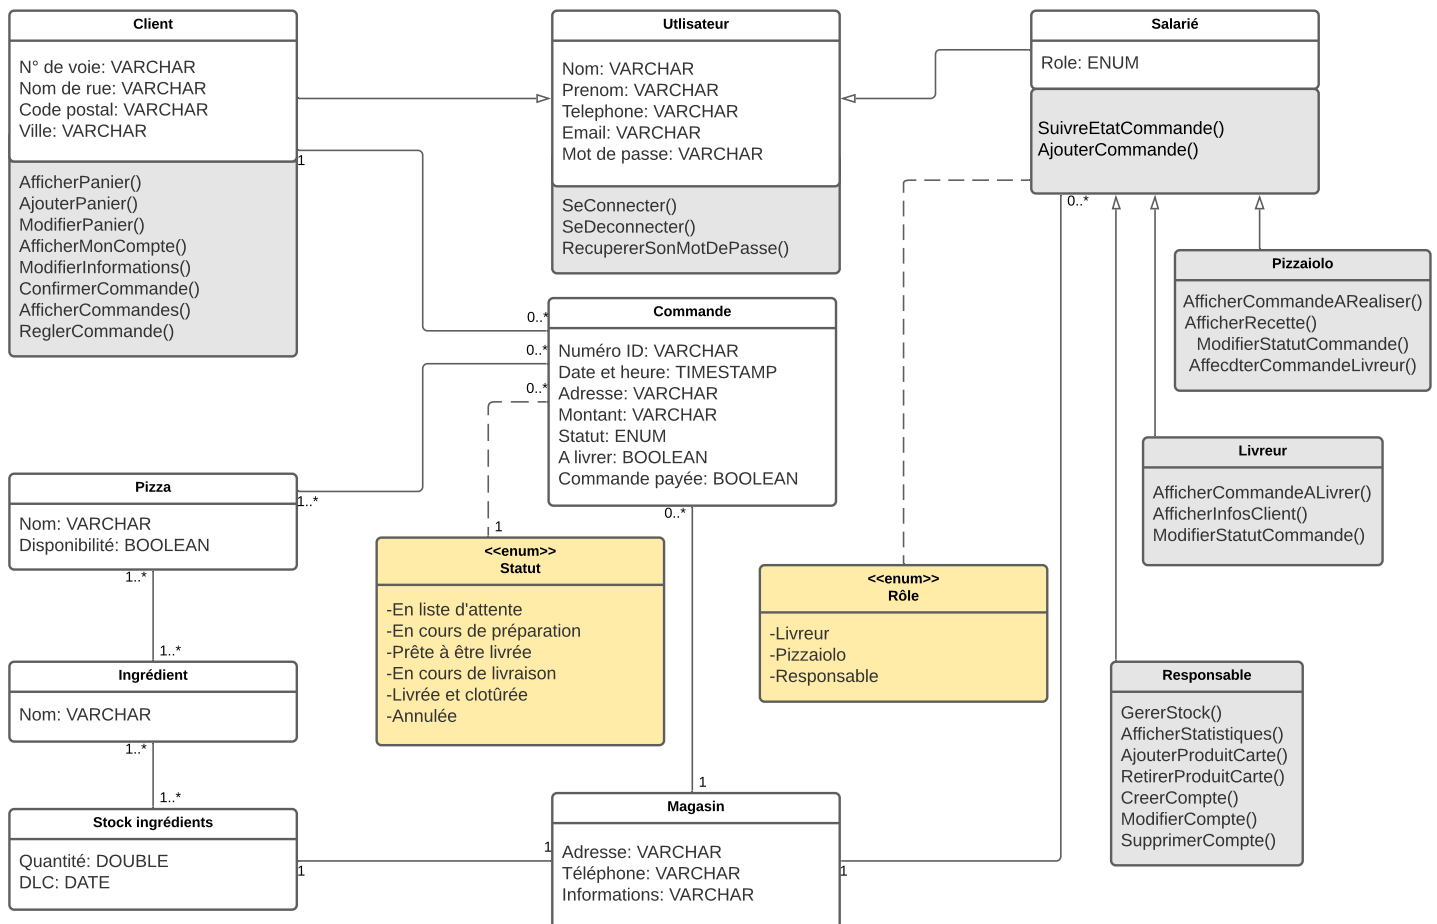 Client
N° de voie: VARCHAR
Nom de rue: VARCHAR
Code postal: VARCHAR
Ville: VARCHAR
AfficherPanier()
AjouterPanier()
ModifierPanier()
AfficherMonCompte()
ModifierInformations()
ConfirmerCommande()
AfficherCommandes()
ReglerCommande()
1
Utlisateur
Nom: VARCHAR
Prenom: VARCHAR
Telephone: VARCHAR
Email: VARCHAR
Mot de passe: VARCHAR
SeConnecter()
SeDeconnecter()
RecupererSonMotDePasse()
Salarié
Role: ENUM
SuivreEtatCommande()
AjouterCommande()
0..*
Pizzaiolo
AfficherCommandeARealiser()
AfficherRecette()
ModifierStatutCommande()
AffecdterCommandeLivreur()
0..*
0..*
0..*
Commande
Numéro ID: VARCHAR
Date et heure: TIMESTAMP
Adresse: VARCHAR
Montant: VARCHAR
Statut: ENUM
A livrer: BOOLEAN
Commande payée: BOOLEAN
0..*
Livreur
AfficherCommandeALivrer()
AfficherInfosClient()
ModifierStatutCommande()
Pizza
Nom: VARCHAR
Disponibilité: BOOLEAN
1..*
1..*
1
<<enum>>
Statut
-En liste d'attente
-En cours de préparation
-Prête à être livrée
-En cours de livraison
-Livrée et clotûrée
-Annulée
<<enum>>
Rôle
-Livreur
-Pizzaiolo
-Responsable
1..*
Ingrédient
Nom: VARCHAR
1..*
Responsable
GererStock()
AfficherStatistiques()
AjouterProduitCarte()
RetirerProduitCarte()
CreerCompte()
ModifierCompte()
SupprimerCompte()
1..*
Stock ingrédients
Quantité: DOUBLE
DLC: DATE
1
1
1
Magasin
Adresse: VARCHAR
Téléphone: VARCHAR
Informations: VARCHAR
1